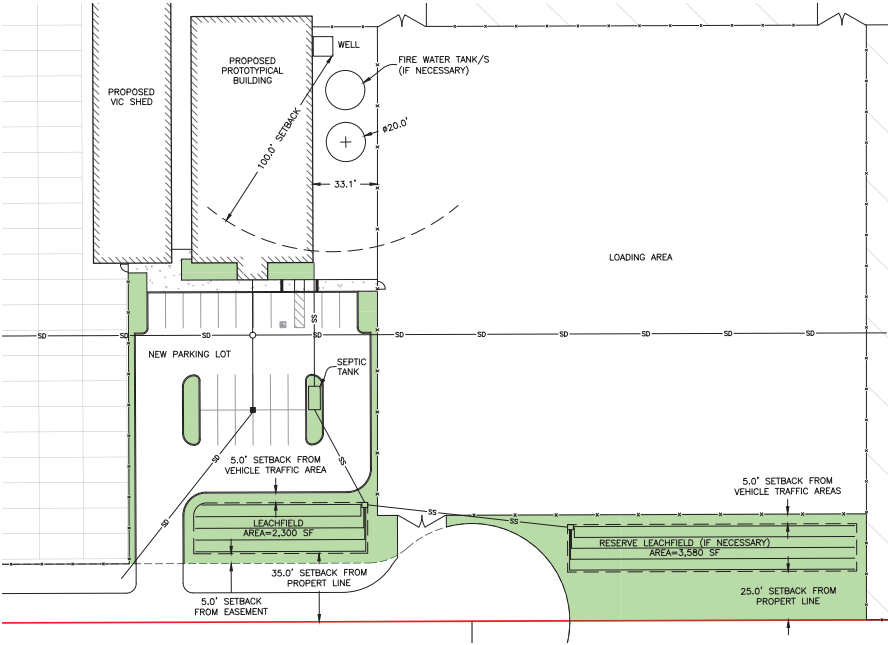 WELL
PROPOSED
PROTOTYPICAL
BUILDING
FIRE WATER TANK/S
(IF NECESSARY)
PROPOSED
VIC SHED
ø20.0'
100.0' SETBACK
33.1'
LOADING AREA
SD
SD
SD
SD
SD
SD
SD
SD
SD
SD
SS
NEW PARKING LOT
SEPTIC
TANK
5.0' SETBACK FROM
VEHICLE TRAFFIC AREA
SD
SS
SD
5.0' SETBACK FROM
VEHICLE TRAFFIC AREAS
SS
SS
LEACHFIELD
AREA=2,300 SF
RESERVE LEACHFIELD (IF NECESSARY)
AREA=3,580 SF
35.0' SETBACK FROM
PROPERT LINE
5.0' SETBACK
FROM EASEMENT
25.0' SETBACK FROM
PROPERT LINE